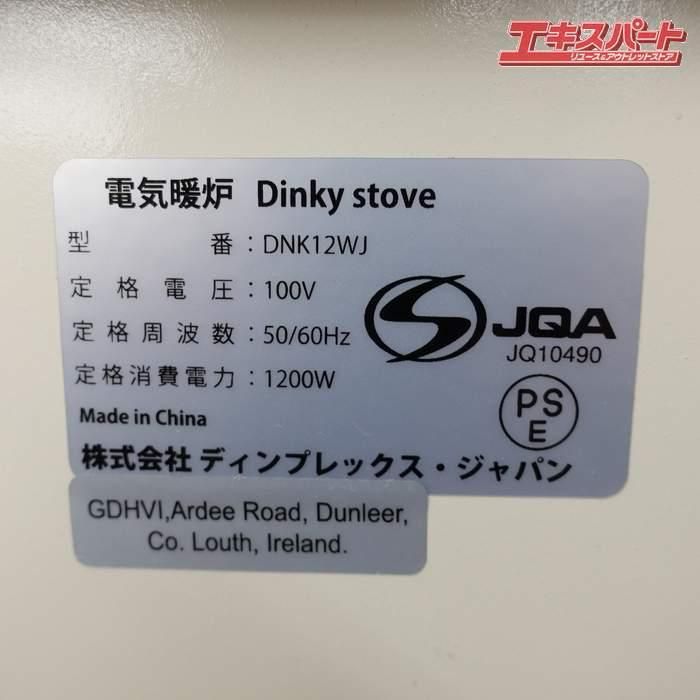 エキスパート
リユース&アウトレットストア
電気暖炉 Dinky stove
型番:DNK12WJ
定格電圧:100V
定格周波数:50/60Hz
定格消費電力:1200W
JQA
JQ10490
PS
E
Made in China
株式会社 ディンプレックス・ジャパン
GDHVI,Ardee Road, Dunleer,
Co. Louth, Ireland.